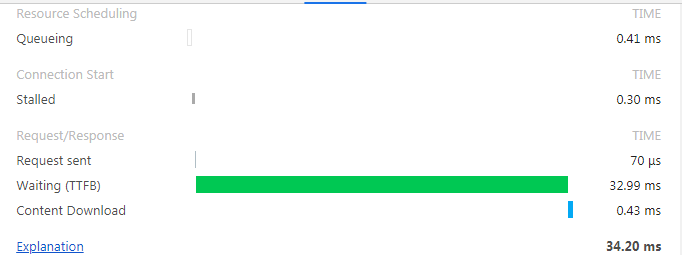 Resource Scheduling TIME
Queueing 0.41 ms
Connection Start TIME
Stalled 0.30 ms
Request/Response TIME
Request sent 70 μs
Waiting (TTFB) 32.99 ms
Content Download 0.43 ms
Explanation 34.20 ms